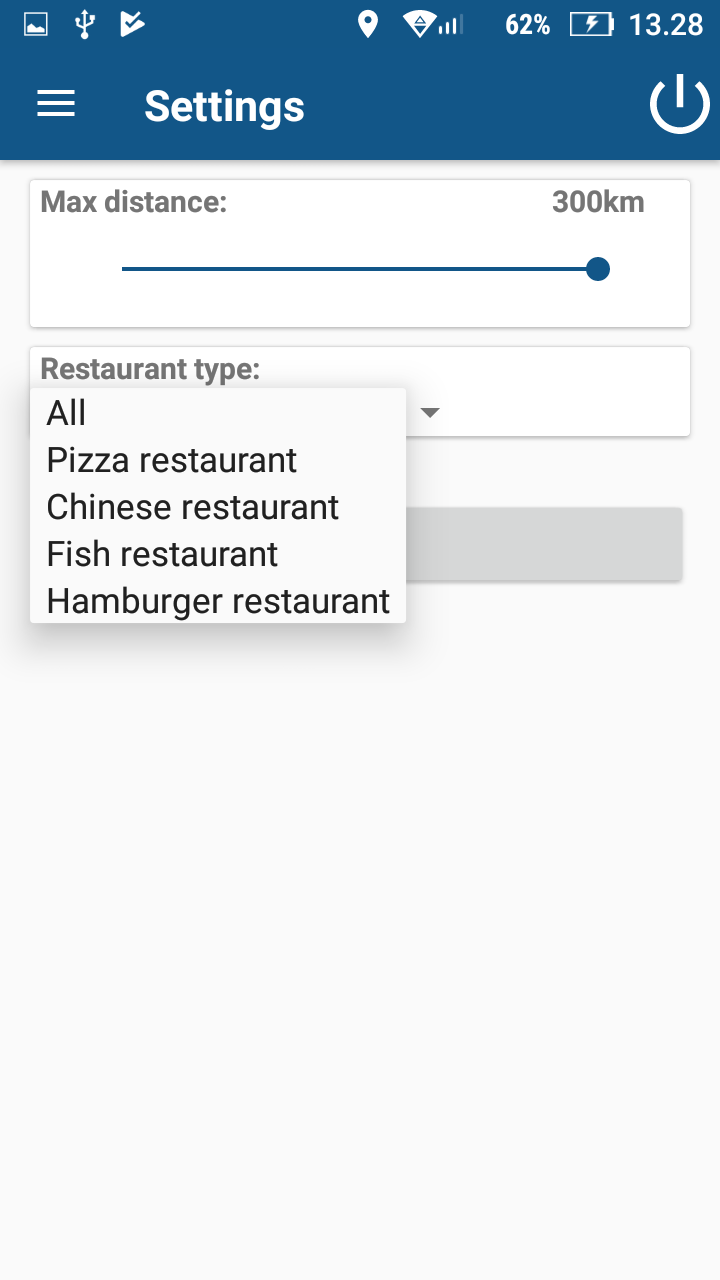 62% 13.28
Settings
Max distance: 300km
Restaurant type:
All
Pizza restaurant
Chinese restaurant
Fish restaurant
Hamburger restaurant